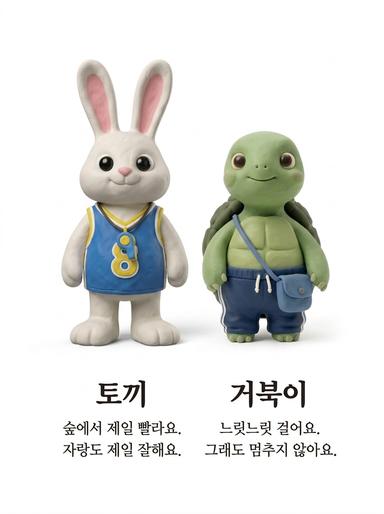 8
토끼
숲에서 제일 빨라요.
자랑도 제일 잘해요.
거북이
느릿느릿 걸어요.
그래도 멈추지 않아요.